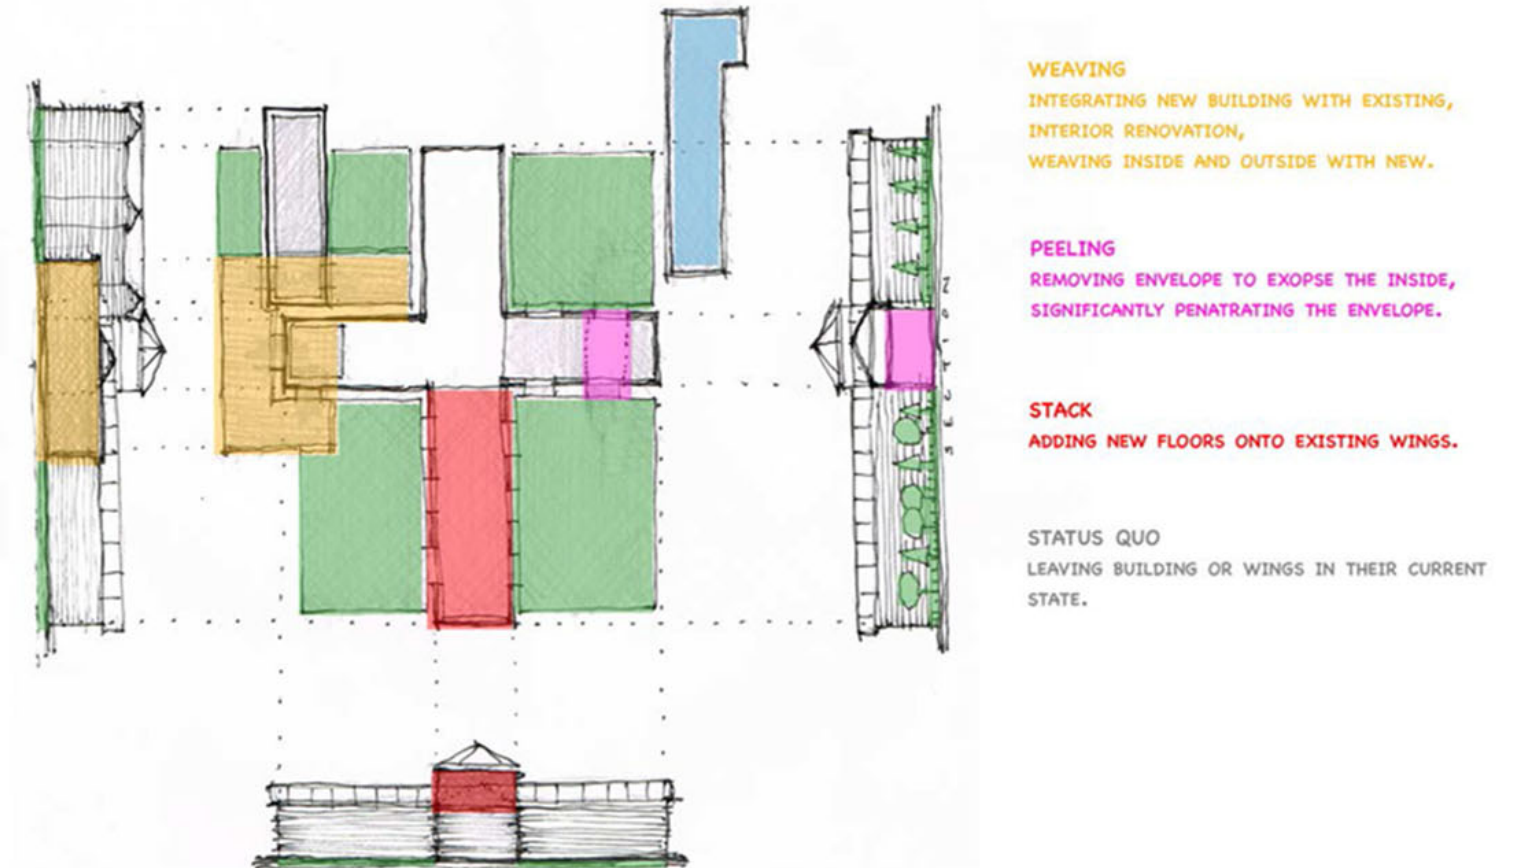 WEAVING
INTEGRATING NEW BUILDING WITH EXISTING,
INTERIOR RENOVATION,
WEAVING INSIDE AND OUTSIDE WITH NEW.
PEELING
REMOVING ENVELOPE TO EXOPSE THE INSIDE,
SIGNIFICANTLY PENATRATING THE ENVELOPE.
STACK
ADDING NEW FLOORS ONTO EXISTING WINGS.
STATUS QUO
LEAVING BUILDING OR WINGS IN THEIR CURRENT
STATE.
SECTION